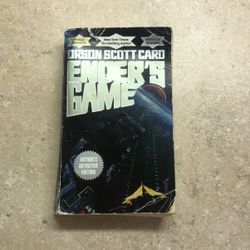 New York Times
Bestselling Author
ORSON SCOTT CARD
ENDER'S
GAME
AUTHOR'S
DEFINITIVE
EDITION